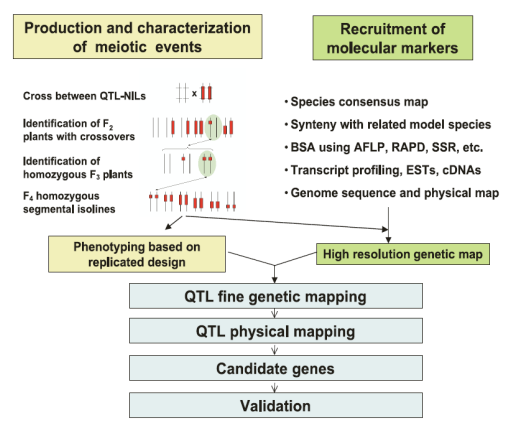 Production and characterization
of meiotic events
Recruitment of
molecular markers
Cross between QTL-NILs
x
Identification of F2
plants with crossovers
Identification of
homozygous F3 plants
F4 homozygous
segmental isolines
• Species consensus map
• Synteny with related model species
• BSA using AFLP, RAPD, SSR, etc.
• Transcript profiling, ESTs, cDNAs
• Genome sequence and physical map
Phenotyping based on
replicated design
High resolution genetic map
QTL fine genetic mapping
QTL physical mapping
Candidate genes
Validation